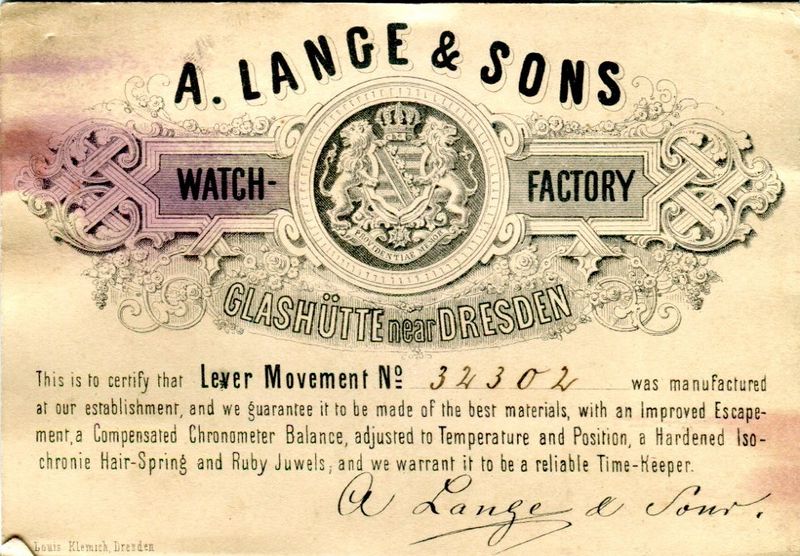 A. LANGE & SONS
WATCH- FACTORY
PROVIDENTIAE MEMOR
GLASHÜTTE near DRESDEN
This is to certify that Lever Movement No 32302 was manufactured
at our establishment, and we guarantee it to be made of the best materials, with an Improved Escape-
ment, a Compensated Chronometer Balance, adjusted to Temperature and Position, a Hardened Iso-
chronie Hair-Spring and Ruby Juwels, and we warrant it to be a reliable Time-Keeper.
A Lange & Sons.
Louis Klemich, Dresden